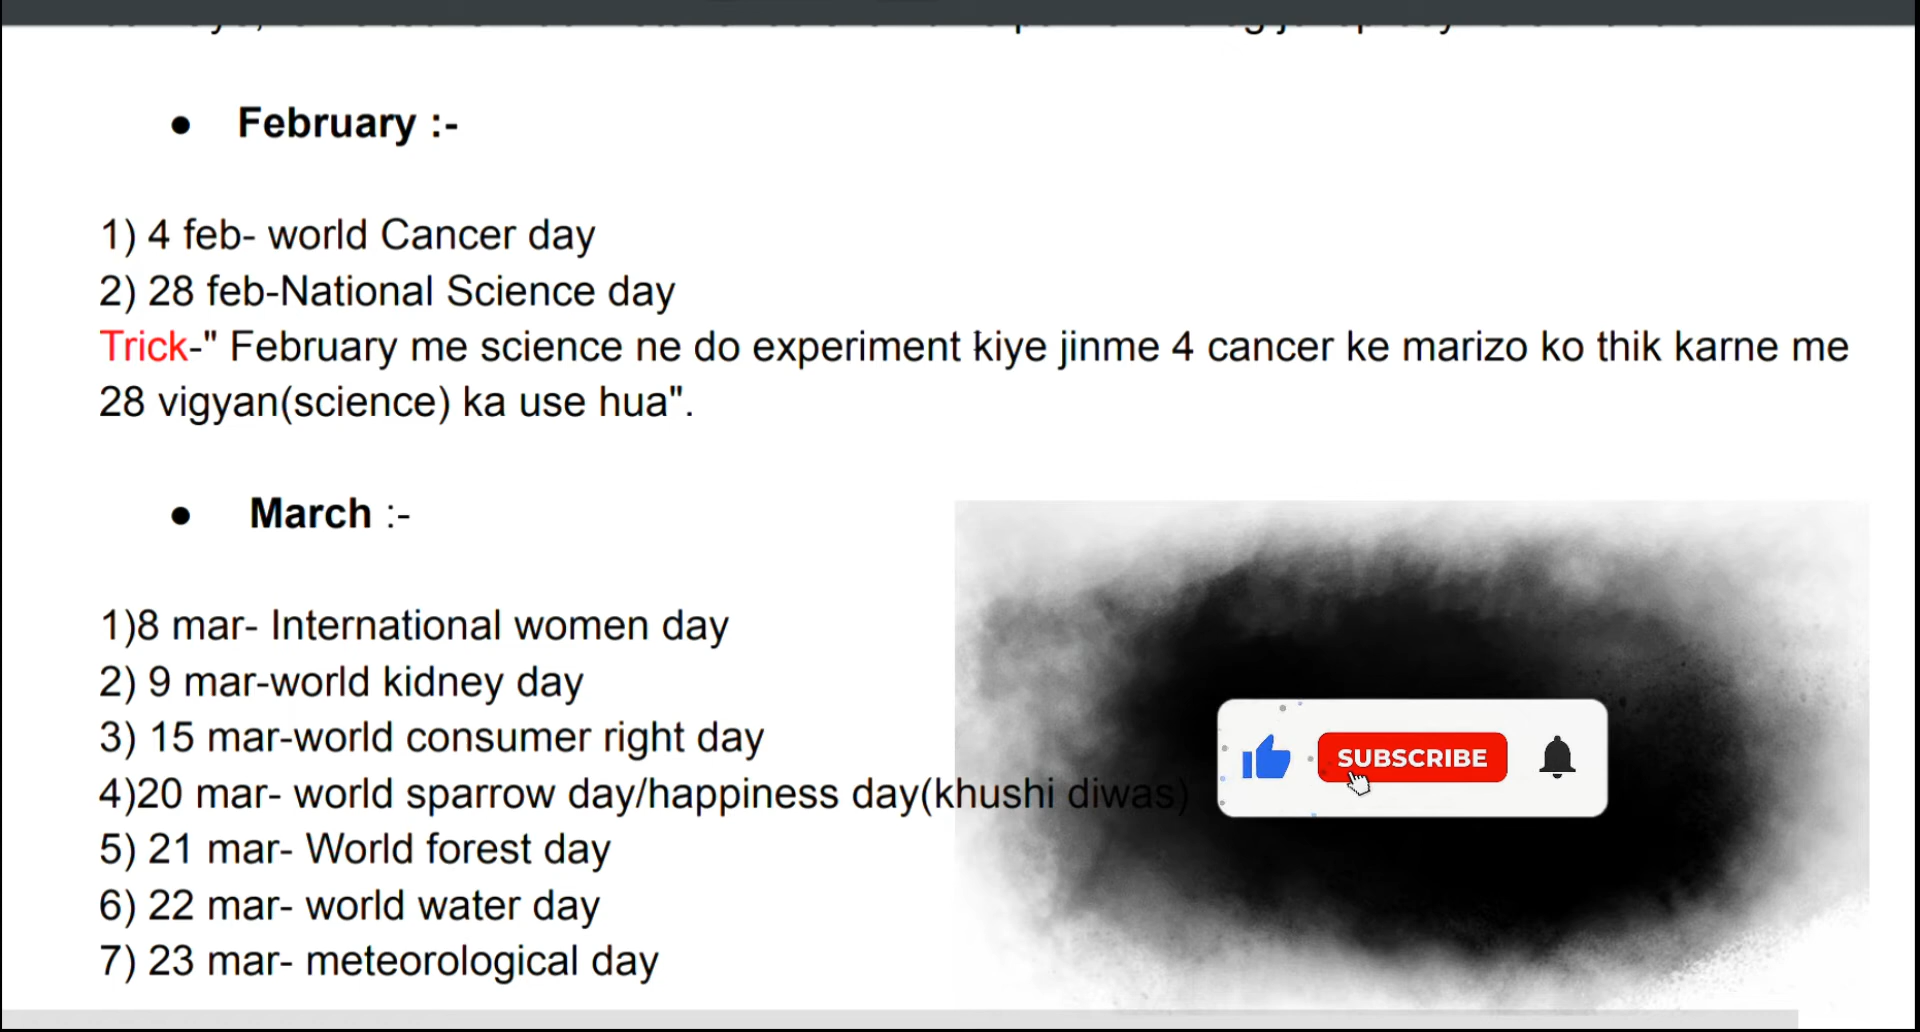 ● February :-
1) 4 feb- world Cancer day
2) 28 feb-National Science day
Trick-" February me science ne do experiment kiye jinme 4 cancer ke marizo ko thik karne me
28 vigyan(science) ka use hua".
● March :-
1)8 mar- International women day
2) 9 mar-world kidney day
3) 15 mar-world consumer right day
4)20 mar- world sparrow day/happiness day(khushi diwas)
5) 21 mar- World forest day
6) 22 mar- world water day
7) 23 mar- meteorological day
SUBSCRIBE